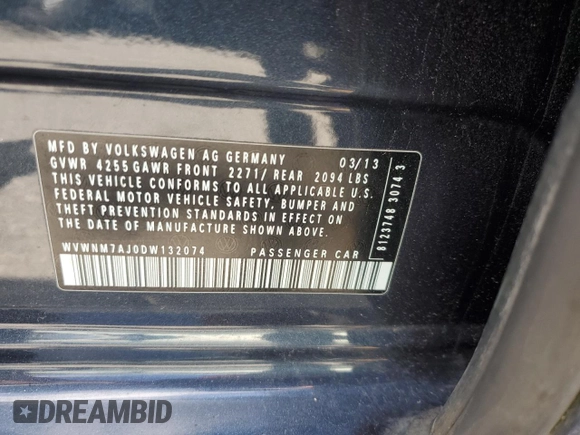 MFD BY VOLKSWAGEN AG GERMANY 03/13
GVWR 4255 GAWR FRONT 2271/ REAR 2094 LBS
THIS VEHICLE CONFORMS TO ALL APPLICABLE U.S.
FEDERAL MOTOR VEHICLE SAFETY, BUMPER AND
THEFT PREVENTION STANDARDS IN EFFECT ON
THE DATE OF MANUFACTURE SHOWN ABOVE.
WVWNM7AJ0DW132074 PASSENGER CAR
8123748 3074 3
DREAMBID